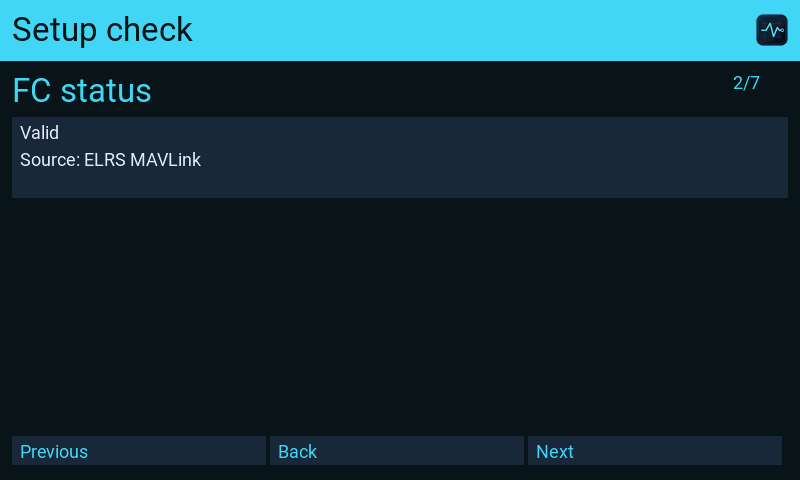 Setup check
FC status
2/7
Valid
Source: ELRS MAVLink
Previous
Back
Next